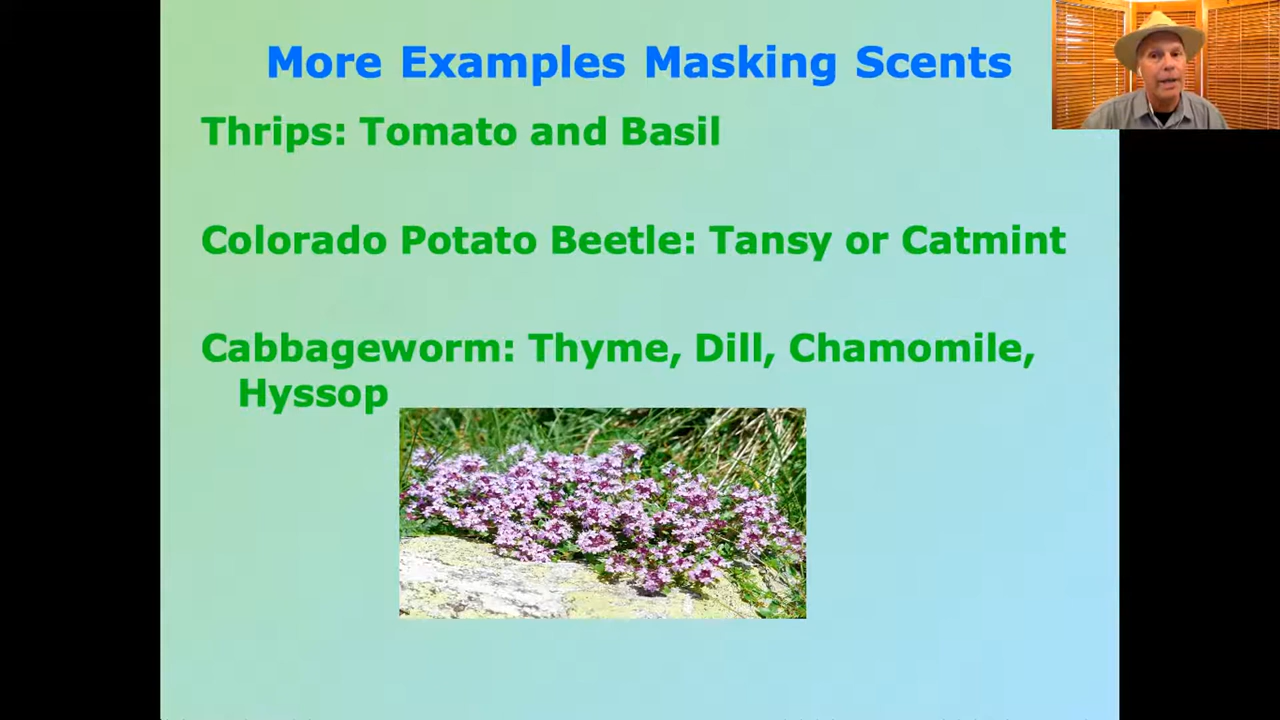 More Examples Masking Scents
Thrips: Tomato and Basil
Colorado Potato Beetle: Tansy or Catmint
Cabbageworm: Thyme, Dill, Chamomile,
Hyssop